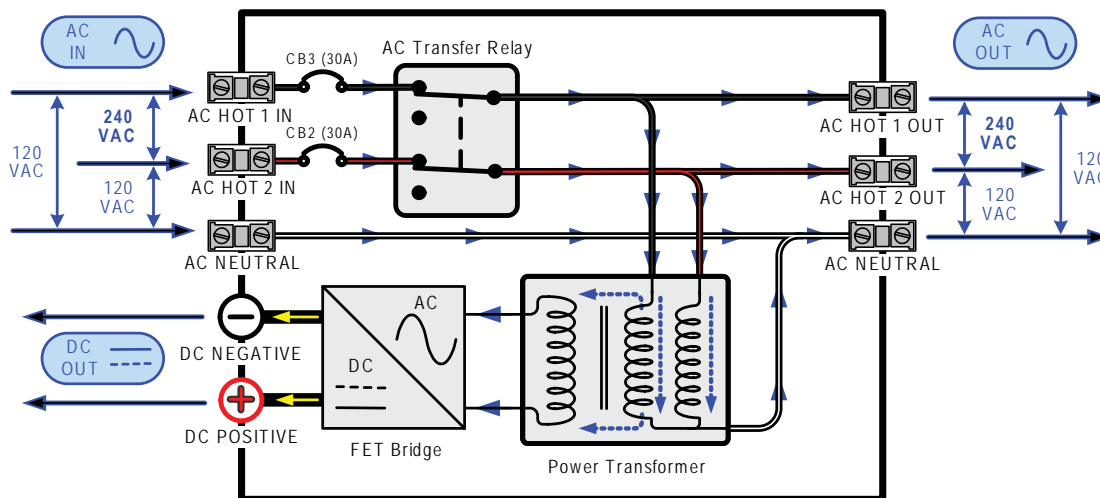 AC
IN
AC
OUT
CB3 (30A)
AC Transfer Relay
AC HOT 1 IN
AC HOT 1 OUT
240
VAC
240
VAC
CB2 (30A)
120
VAC
120
VAC
120
VAC
120
VAC
AC HOT 2 IN
AC HOT 2 OUT
AC NEUTRAL
AC NEUTRAL
AC
DC
DC NEGATIVE
DC
OUT
DC POSITIVE
FET Bridge
Power Transformer